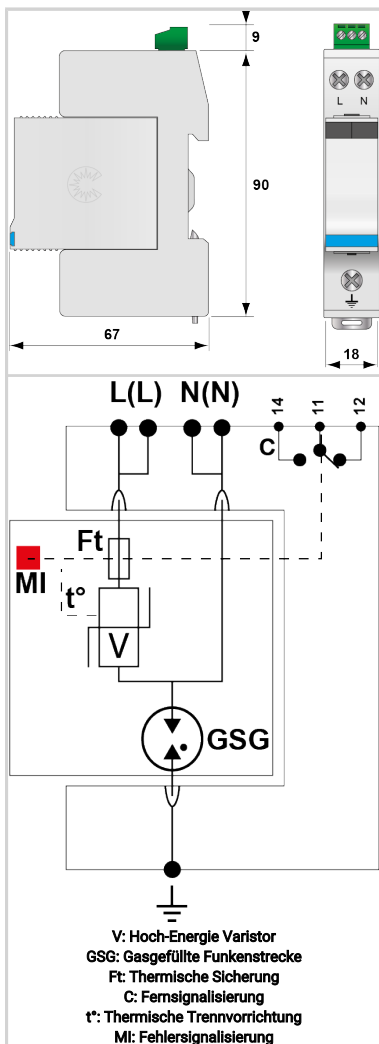 9
L N
90
67
18
L(L) N(N) 14 11 12
C
Ft
MI
t°
V
GSG
V: Hoch-Energie Varistor
GSG: Gasgefüllte Funkenstrecke
Ft: Thermische Sicherung
C: Fernsignalisierung
t°: Thermische Trennvorrichtung
MI: Fehlersignalisierung